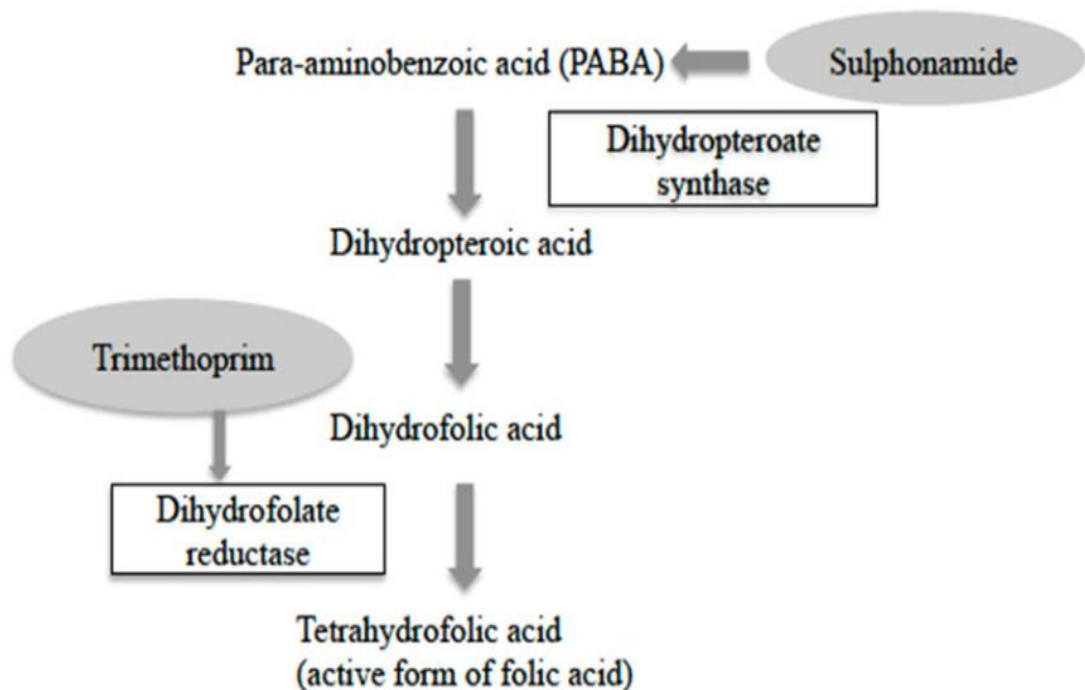 Para-aminobenzoic acid (PABA)
Sulphonamide
Dihydropteroate
synthase
Dihydropteroic acid
Trimethoprim
Dihydrofolic acid
Dihydrofolate
reductase
Tetrahydrofolic acid
(active form of folic acid)